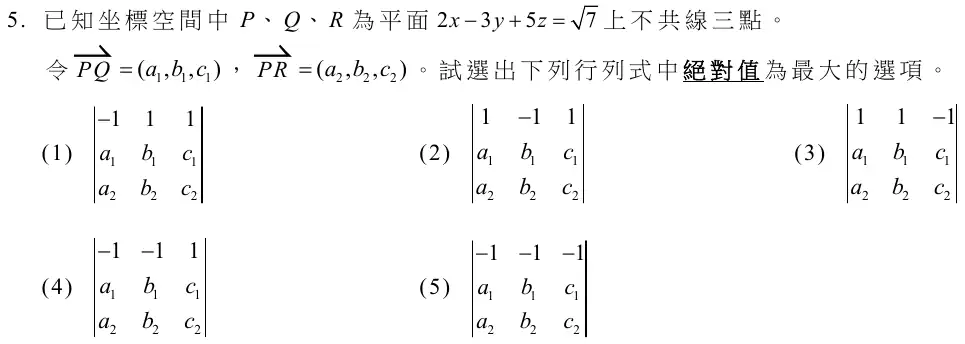 5. 已知坐標空間中 P、Q、R 為平面 2x−3y+5z=√7 上不共線三點。
令 $\overrightarrow{PQ}$ =(a₁,b₁,c₁)，$\overrightarrow{PR}$ =(a₂,b₂,c₂)。試選出下列行列式中絕對值為最大的選項。
(1) |−1 1 1; a₁ b₁ c₁; a₂ b₂ c₂| (2) |1 −1 1; a₁ b₁ c₁; a₂ b₂ c₂| (3) |1 1 −1; a₁ b₁ c₁; a₂ b₂ c₂|
(4) |−1 −1 1; a₁ b₁ c₁; a₂ b₂ c₂| (5) |−1 −1 −1; a₁ b₁ c₁; a₂ b₂ c₂|